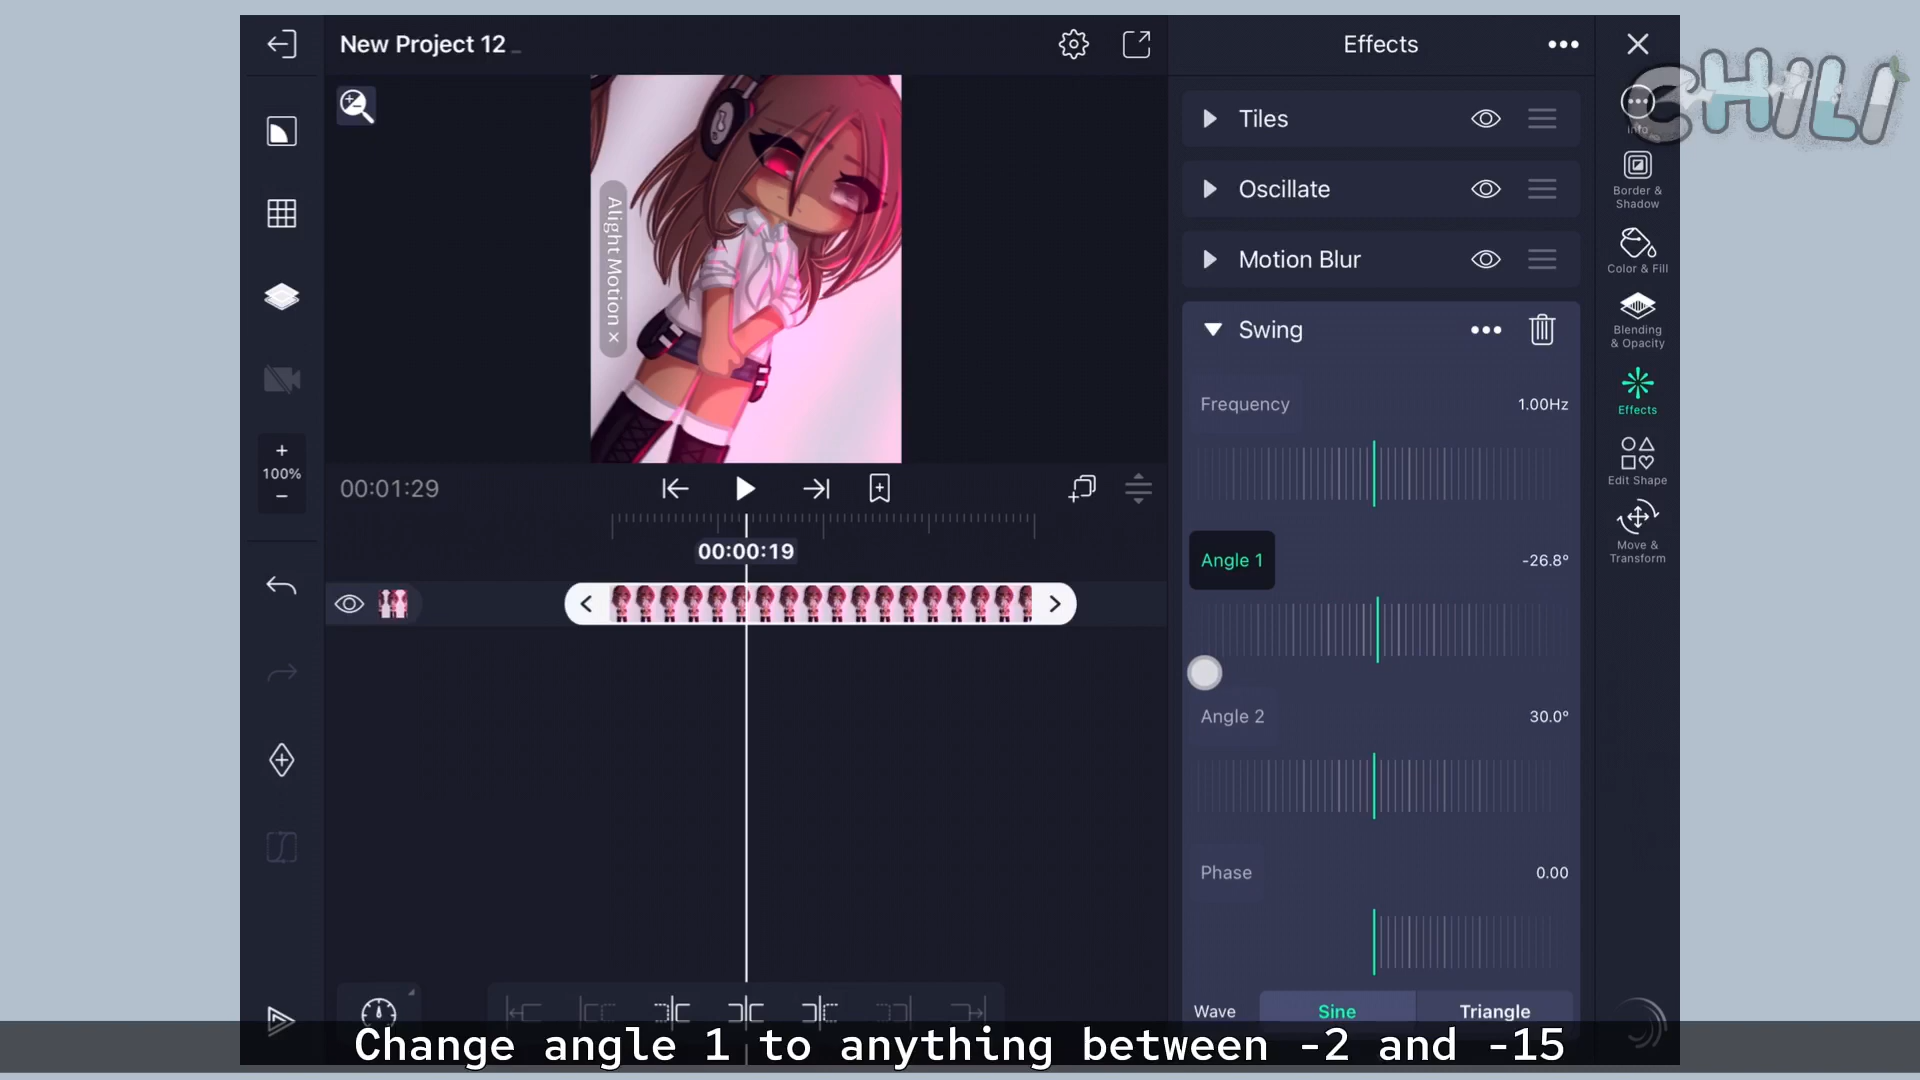 New Project 12
Effects
CHILI
Info
Tiles
Oscillate
Motion Blur
Swing
Frequency
1.00Hz
Angle 1
-26.8°
Angle 2
30.0°
Phase
0.00
Wave
Sine
Triangle
Border &
Shadow
Color & Fill
Blending
& Opacity
Effects
Edit Shape
Move &
Transform
Alight Motion ×
100%
00:01:29
00:00:19
Change angle 1 to anything between -2 and -15